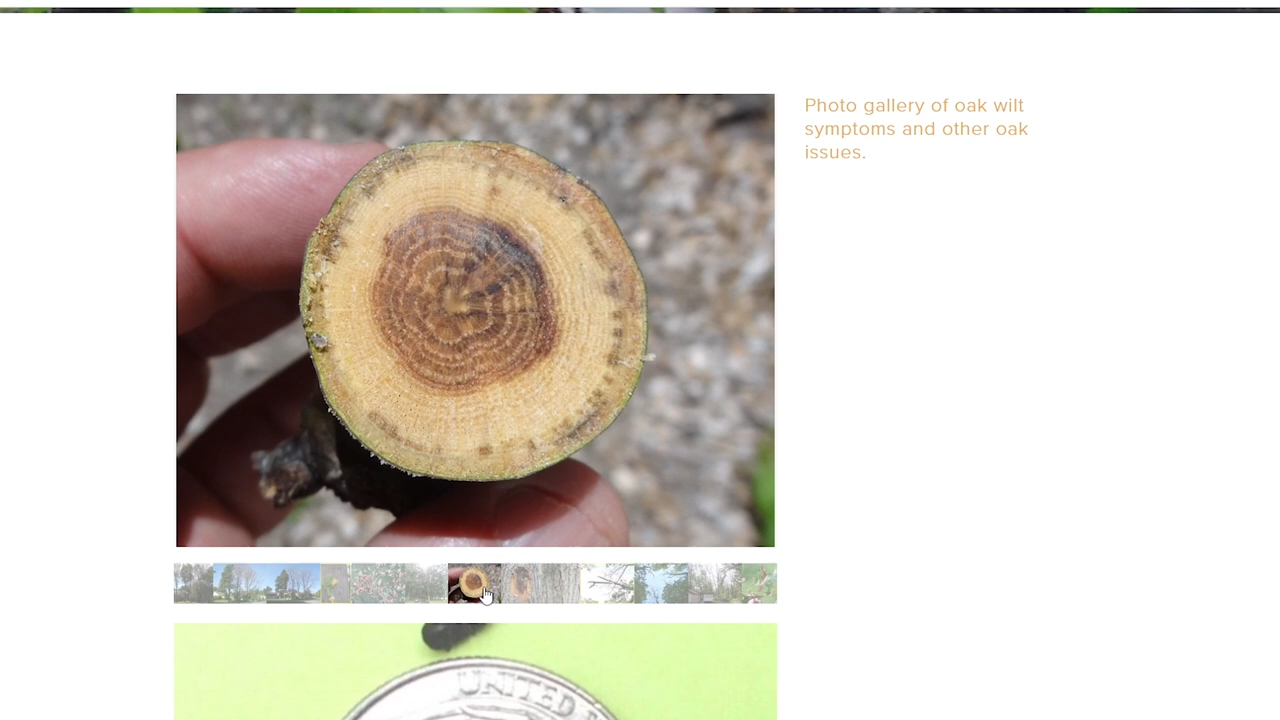 Photo gallery of oak wilt
symptoms and other oak
issues.
UNITED